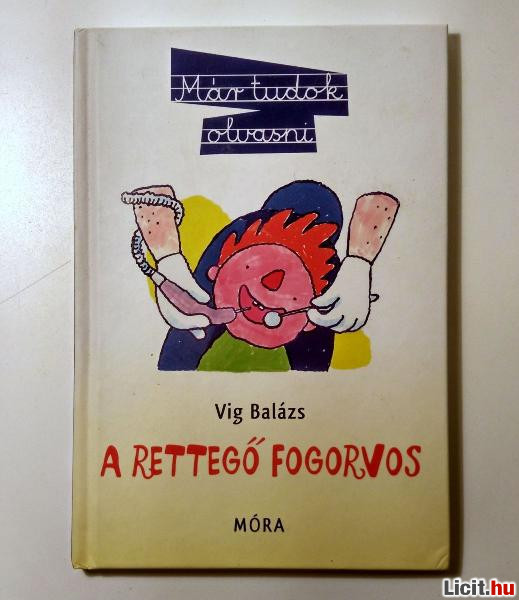 Már tudok
olvasni
Vig Balázs
A RETTEGŐ FOGORVOS
MÓRA
Licit.hu